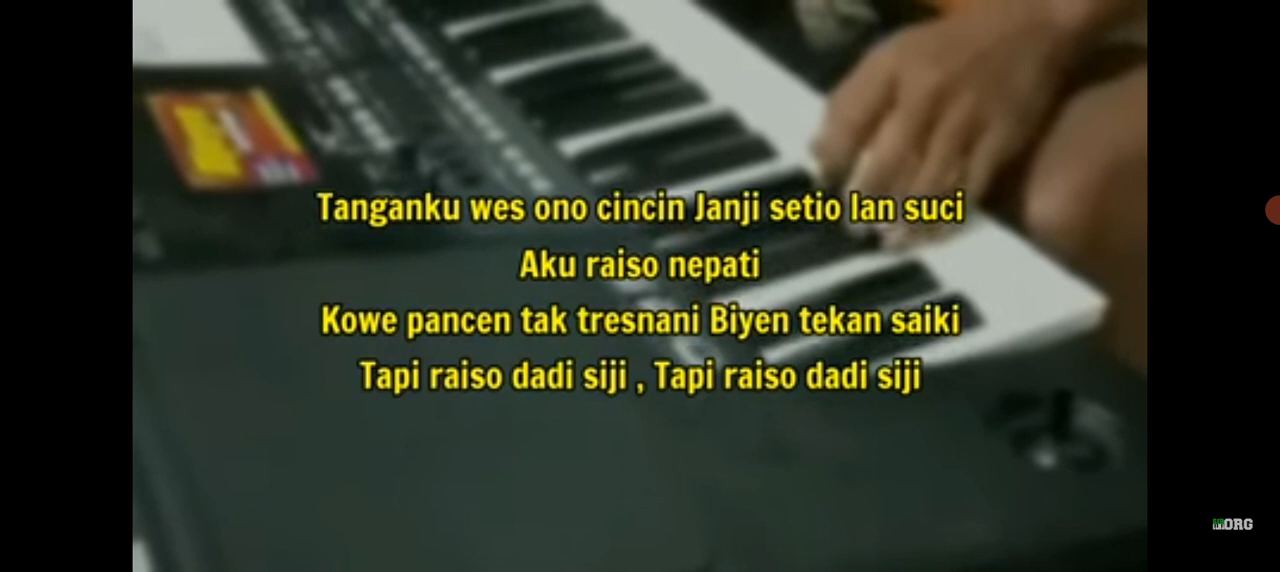 Tanganku wes ono cincin Janji setio lan suci
Aku raiso nepati
Kowe pancen tak tresnani Biyen tekan saiki
Tapi raiso dadi siji , Tapi raiso dadi siji
ORG